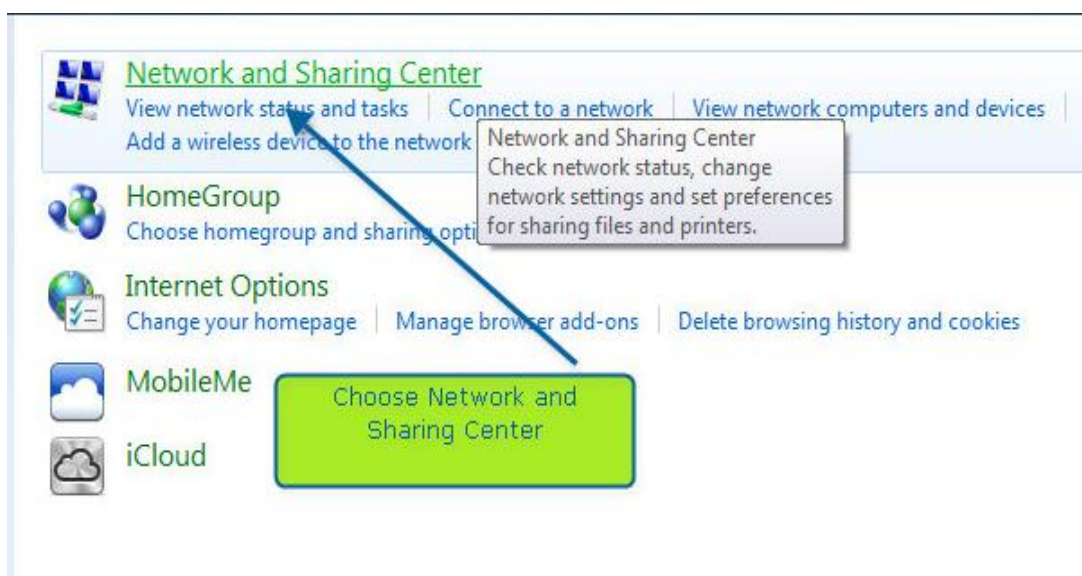 Network and Sharing Center
View network status and tasks Connect to a network View network computers and devices
Add a wireless device to the network
Network and Sharing Center
Check network status, change
network settings and set preferences
for sharing files and printers.
HomeGroup
Choose homegroup and sharing opti
Internet Options
Change your homepage Manage browser add-ons Delete browsing history and cookies
MobileMe
Choose Network and
Sharing Center
iCloud